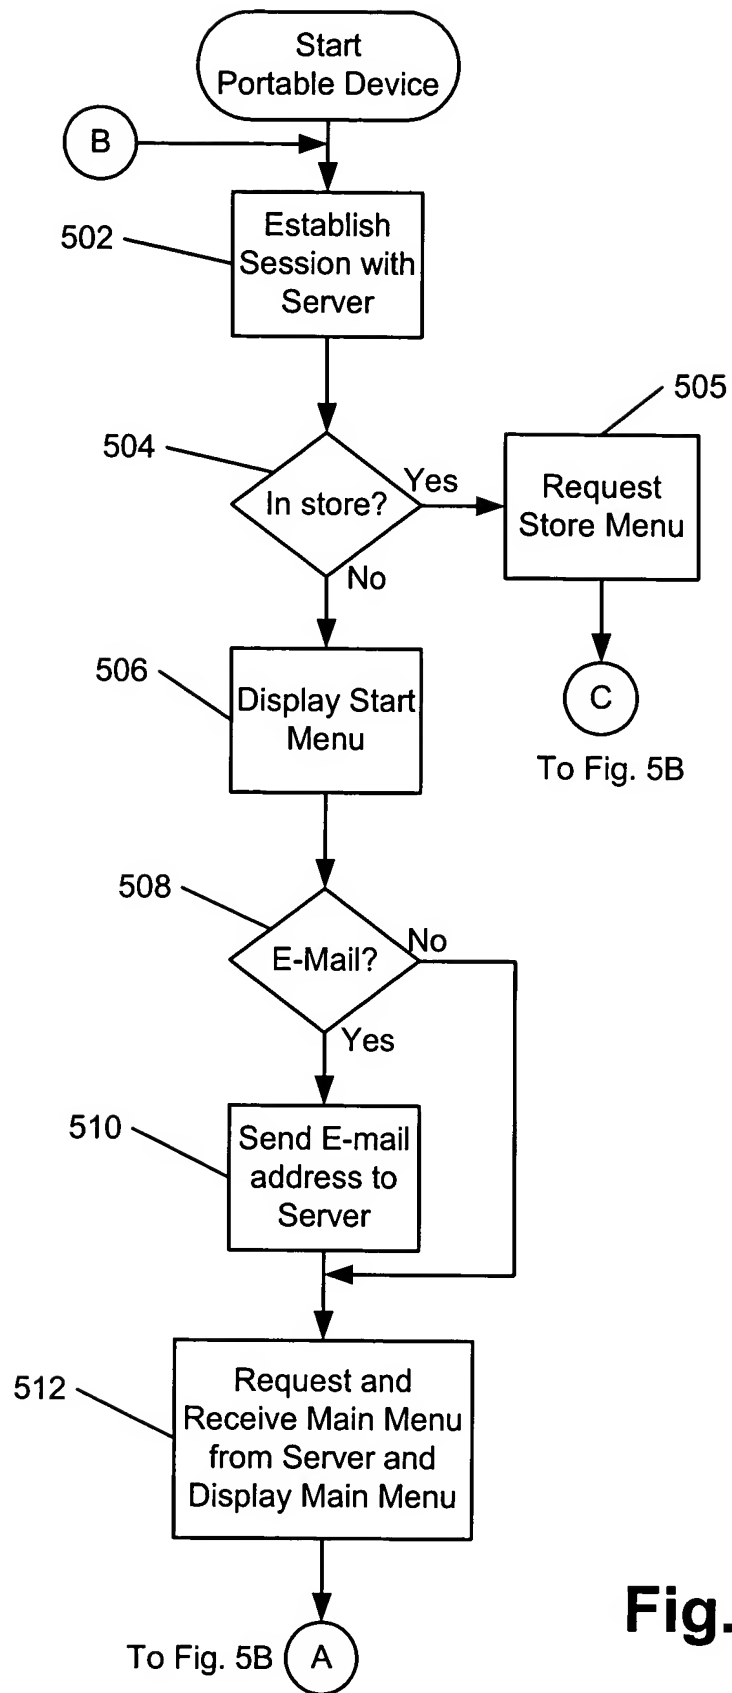 Start
Portable Device
B
502
Establish
Session with
Server
504
In store?
Yes
No
505
Request
Store Menu
C
To Fig. 5B
506
Display Start
Menu
508
E-Mail?
No
Yes
510
Send E-mail
address to
Server
512
Request and
Receive Main Menu
from Server and
Display Main Menu
To Fig. 5B
A
Fig.